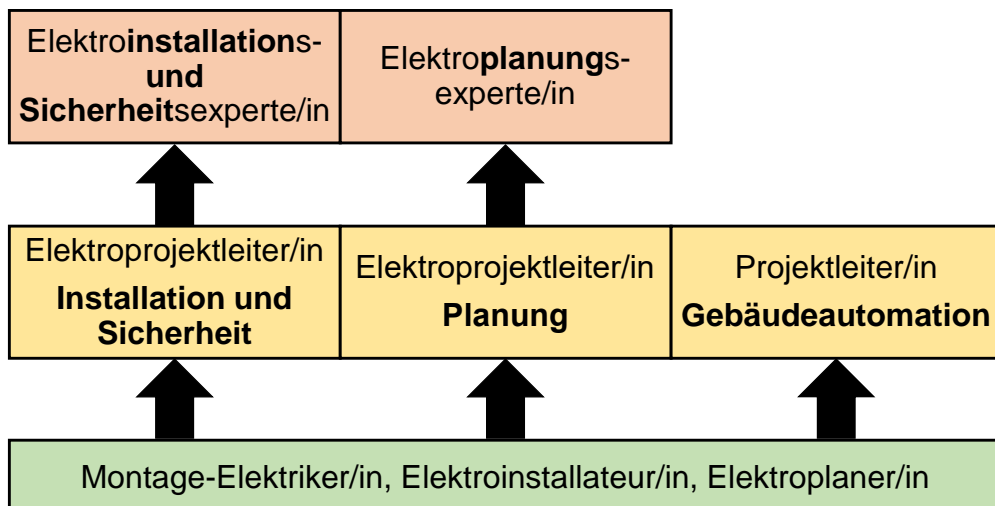 Elektroinstallations-
und
Sicherheitsexperte/in
Elektroplanungs-
experte/in
Elektroprojektleiter/in
Installation und
Sicherheit
Elektroprojektleiter/in
Planung
Projektleiter/in
Gebäudeautomation
Montage-Elektriker/in, Elektroinstallateur/in, Elektroplaner/in